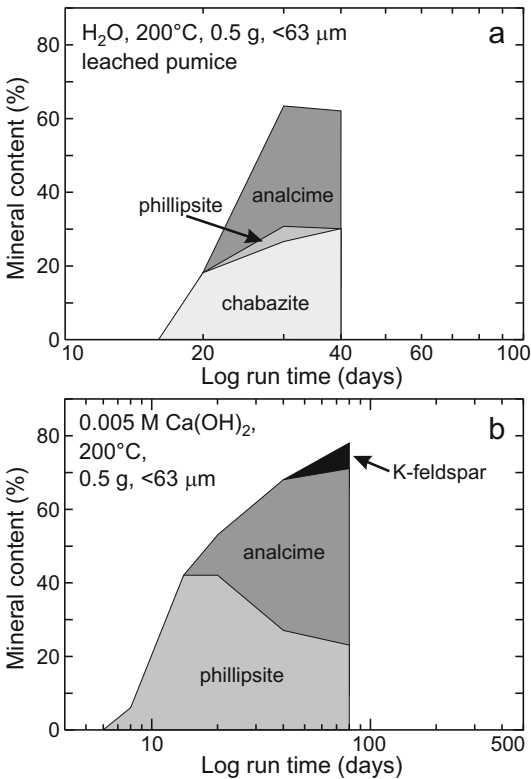 H₂O, 200°C, 0.5 g, <63 μm
leached pumice
a
Mineral content (%)
80
60
40
20
0
analcime
phillipsite
chabazite
10
20
30
40
60
80
100
Log run time (days)
0.005 M Ca(OH)₂,
200°C,
0.5 g, <63 μm
b
Mineral content (%)
80
60
40
20
0
K-feldspar
analcime
phillipsite
10
100
500
Log run time (days)